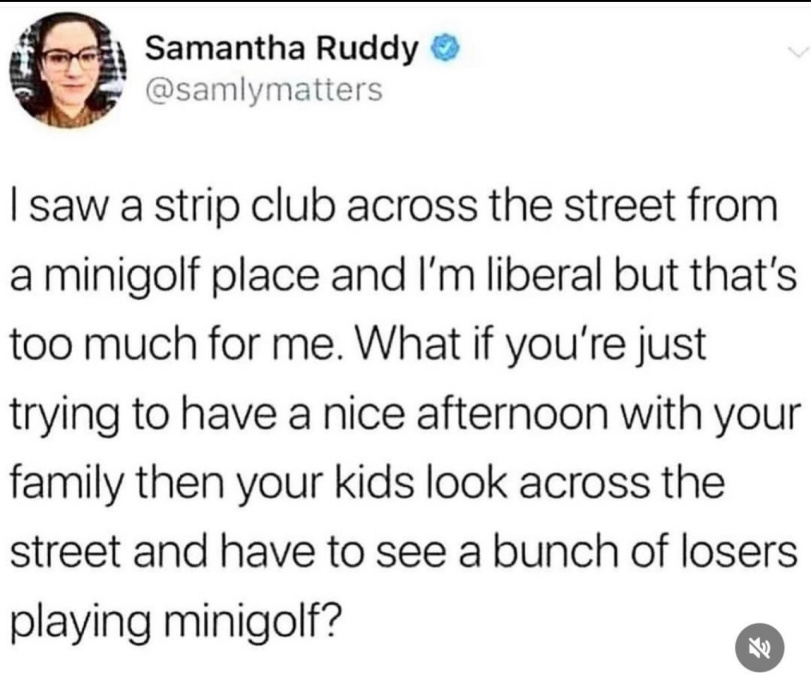 Samantha Ruddy
@samlymatters
I saw a strip club across the street from
a minigolf place and I'm liberal but that's
too much for me. What if you're just
trying to have a nice afternoon with your
family then your kids look across the
street and have to see a bunch of losers
playing minigolf?